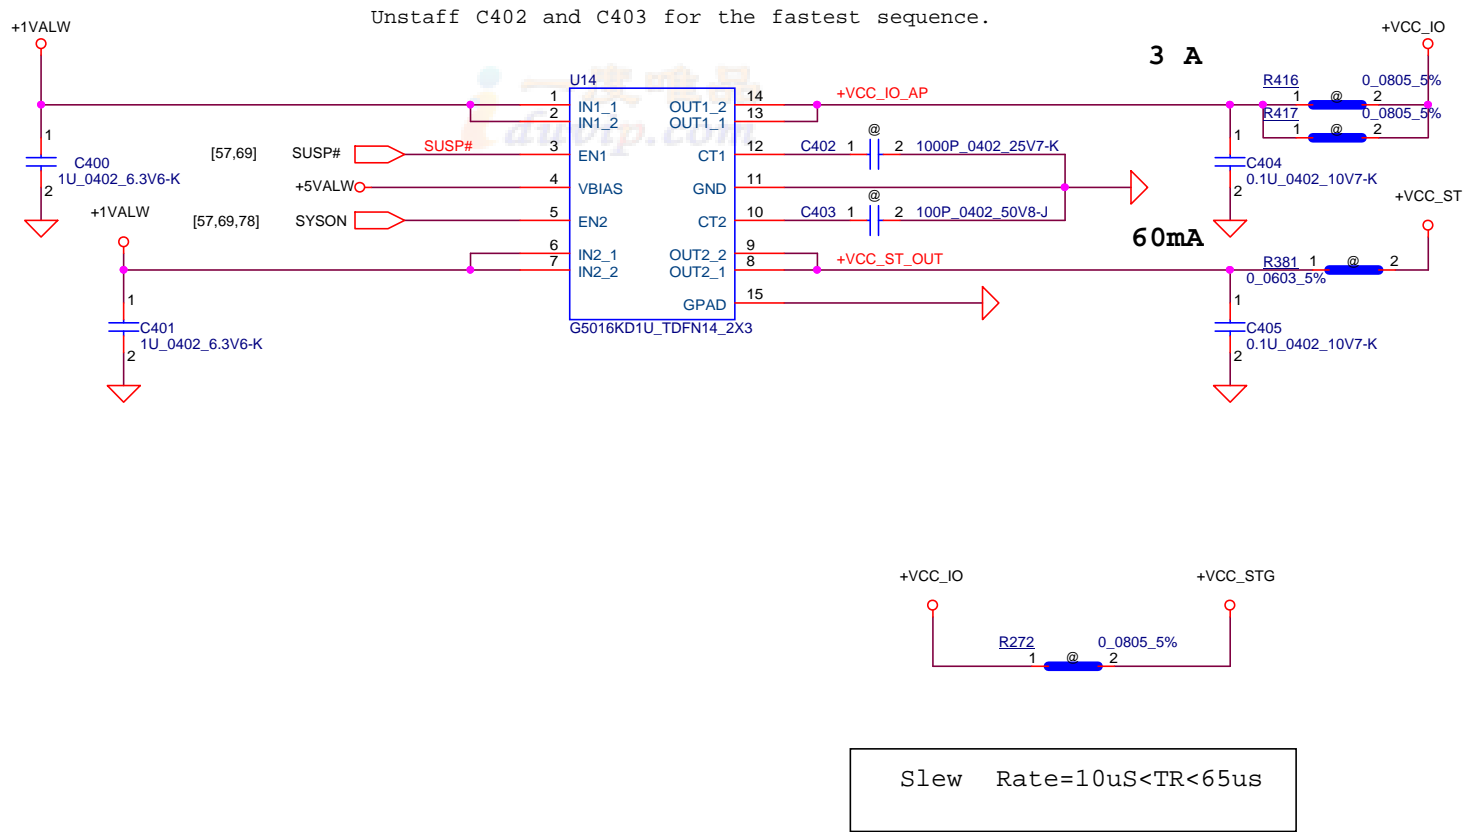 Unstaff C402 and C403 for the fastest sequence.
+1VALW
+VCC_IO
3 A
U14
R416
0_0805_5%
+VCC_IO_AP
1
IN1_1
OUT1_2
14
1
@
2
2
IN1_2
OUT1_1
13
R417
0_0805_5%
1
2
@
1
C400
1U_0402_6.3V6-K
2
[57,69]
SUSP#
SUSP#
3
EN1
CT1
12
C402
1
@
2
1000P_0402_25V7-K
1
C404
0.1U_0402_10V7-K
2
+5VALW
4
VBIAS
GND
11
+VCC_ST
+1VALW
[57,69,78]
SYSON
5
EN2
CT2
10
C403
1
@
2
100P_0402_50V8-J
60mA
6
IN2_1
OUT2_2
9
7
IN2_2
OUT2_1
8
+VCC_ST_OUT
R381
1
@
2
0_0603_5%
GPAD
15
1
C401
1U_0402_6.3V6-K
2
G5016KD1U_TDFN14_2X3
1
C405
0.1U_0402_10V7-K
2
+VCC_IO
+VCC_STG
R272
0_0805_5%
1
@
2
Slew Rate=10uS<TR<65us